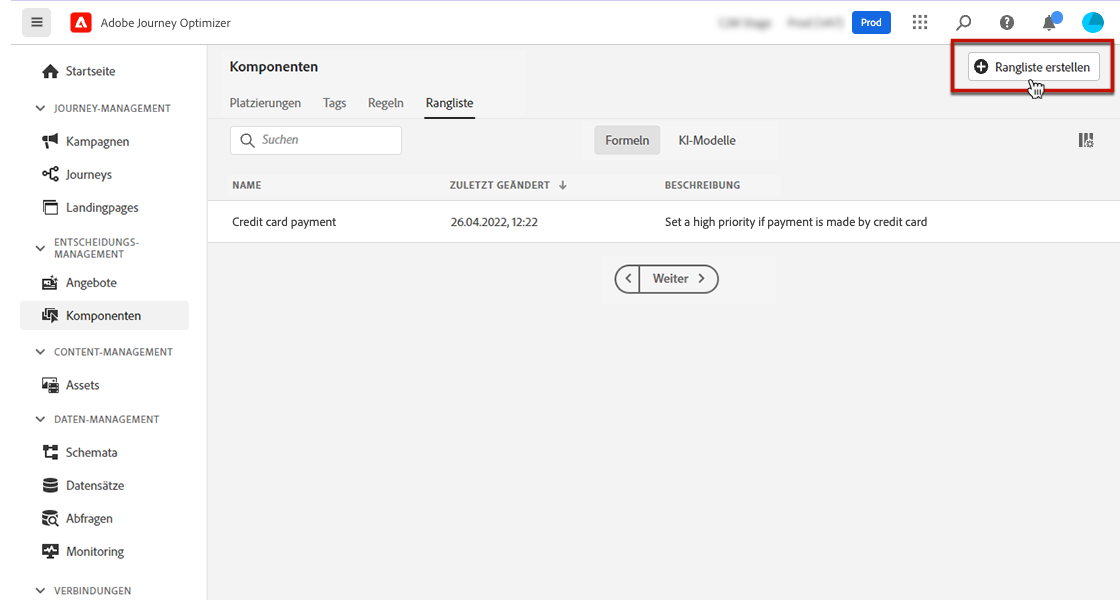 Adobe Journey Optimizer
Prod
Startseite
JOURNEY-MANAGEMENT
Kampagnen
Journeys
Landingpages
ENTSCHEIDUNGS-
MANAGEMENT
Angebote
Komponenten
CONTENT-MANAGEMENT
Assets
DATEN-MANAGEMENT
Schemata
Datensätze
Abfragen
Monitoring
VERBINDUNGEN
Komponenten
Rangliste erstellen
Platzierungen Tags Regeln Rangliste
Suchen
Formeln KI-Modelle
NAME ZULETZT GEÄNDERT BESCHREIBUNG
Credit card payment 26.04.2022, 12:22 Set a high priority if payment is made by credit card
Weiter